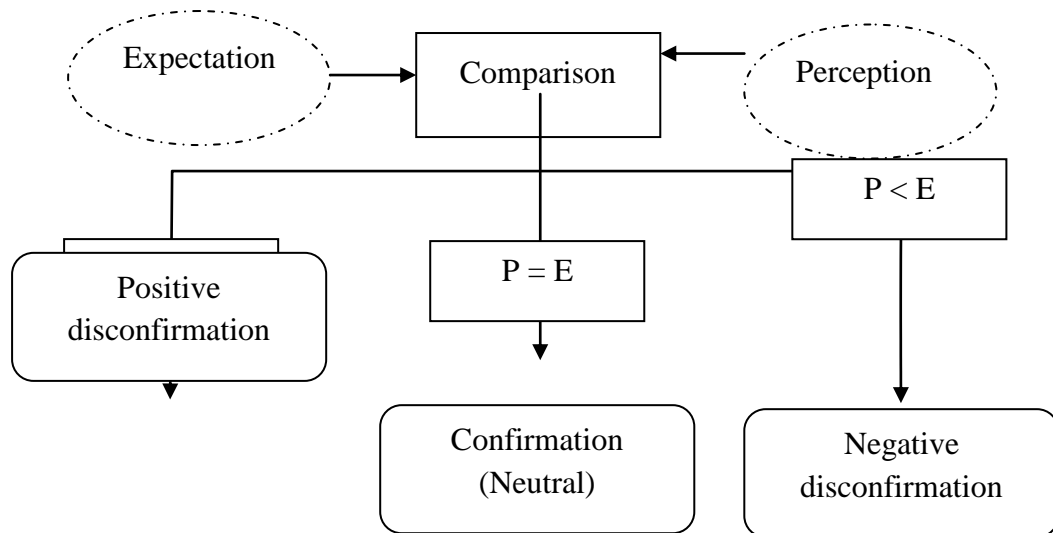 Expectation
Comparison
Perception
P < E
P = E
Positive
disconfirmation
Confirmation
(Neutral)
Negative
disconfirmation